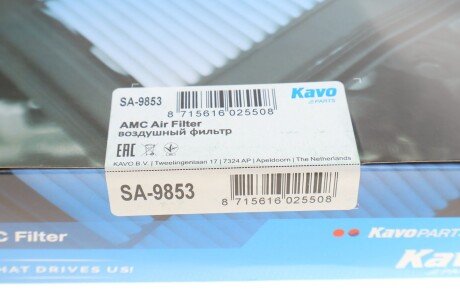 SA-9853
Kavo
PARTS
8 715616 025508
AMC Air Filter
воздушный фильтр
EAC
KAVO B.V. | Tweelingenlaan 17 | 7324 AP | Apeldoorn | The Netherlands
SA-9853
8 715616 025508
C Filter
KavoPARTS
Kavo
HAT DRIVES US!